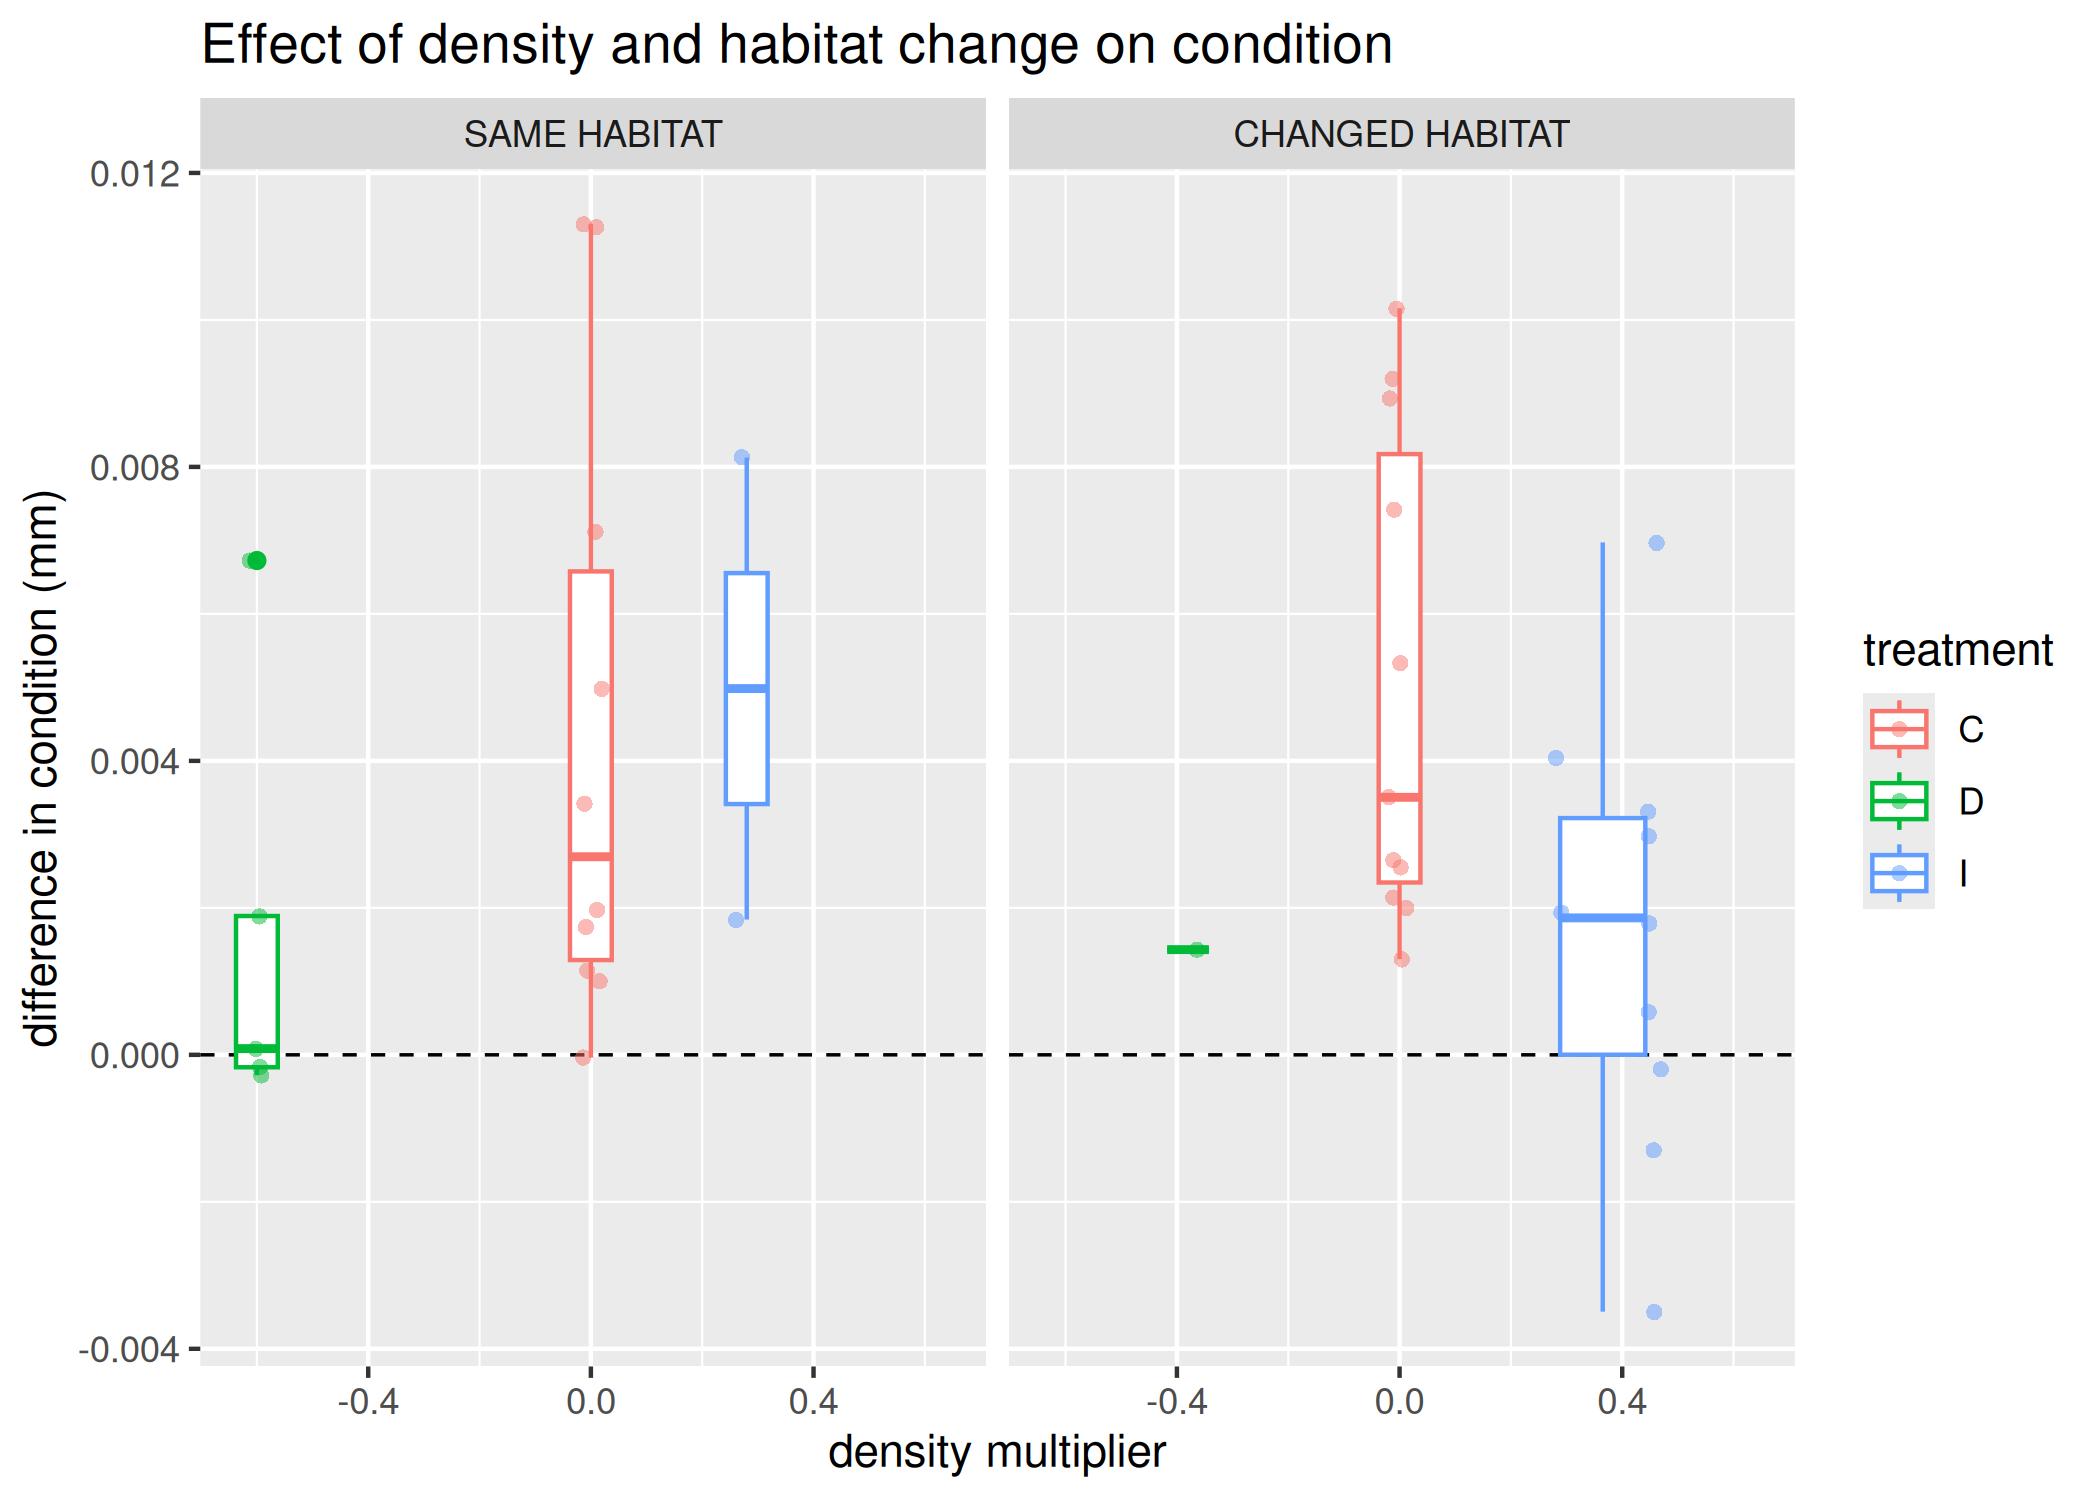 Effect of density and habitat change on condition
SAME HABITAT
CHANGED HABITAT
difference in condition (mm)
0.012
0.008
0.004
0.000
-0.004
-0.4
0.0
0.4
-0.4
0.0
0.4
density multiplier
treatment
C
D
I